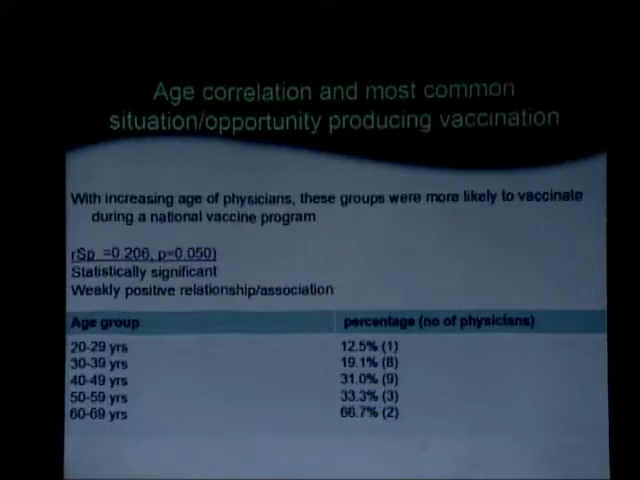 Age correlation and most common
situation/opportunity producing vaccination
With increasing age of physicians, these groups were more likely to vaccinate
during a national vaccine program
rSp =0.206, p=0.050)
Statistically significant
Weakly positive relationship/association
Age group percentage (no of physicians)
20-29 yrs 12.5% (1)
30-39 yrs 19.1% (8)
40-49 yrs 31.0% (9)
50-59 yrs 33.3% (3)
60-69 yrs 66.7% (2)